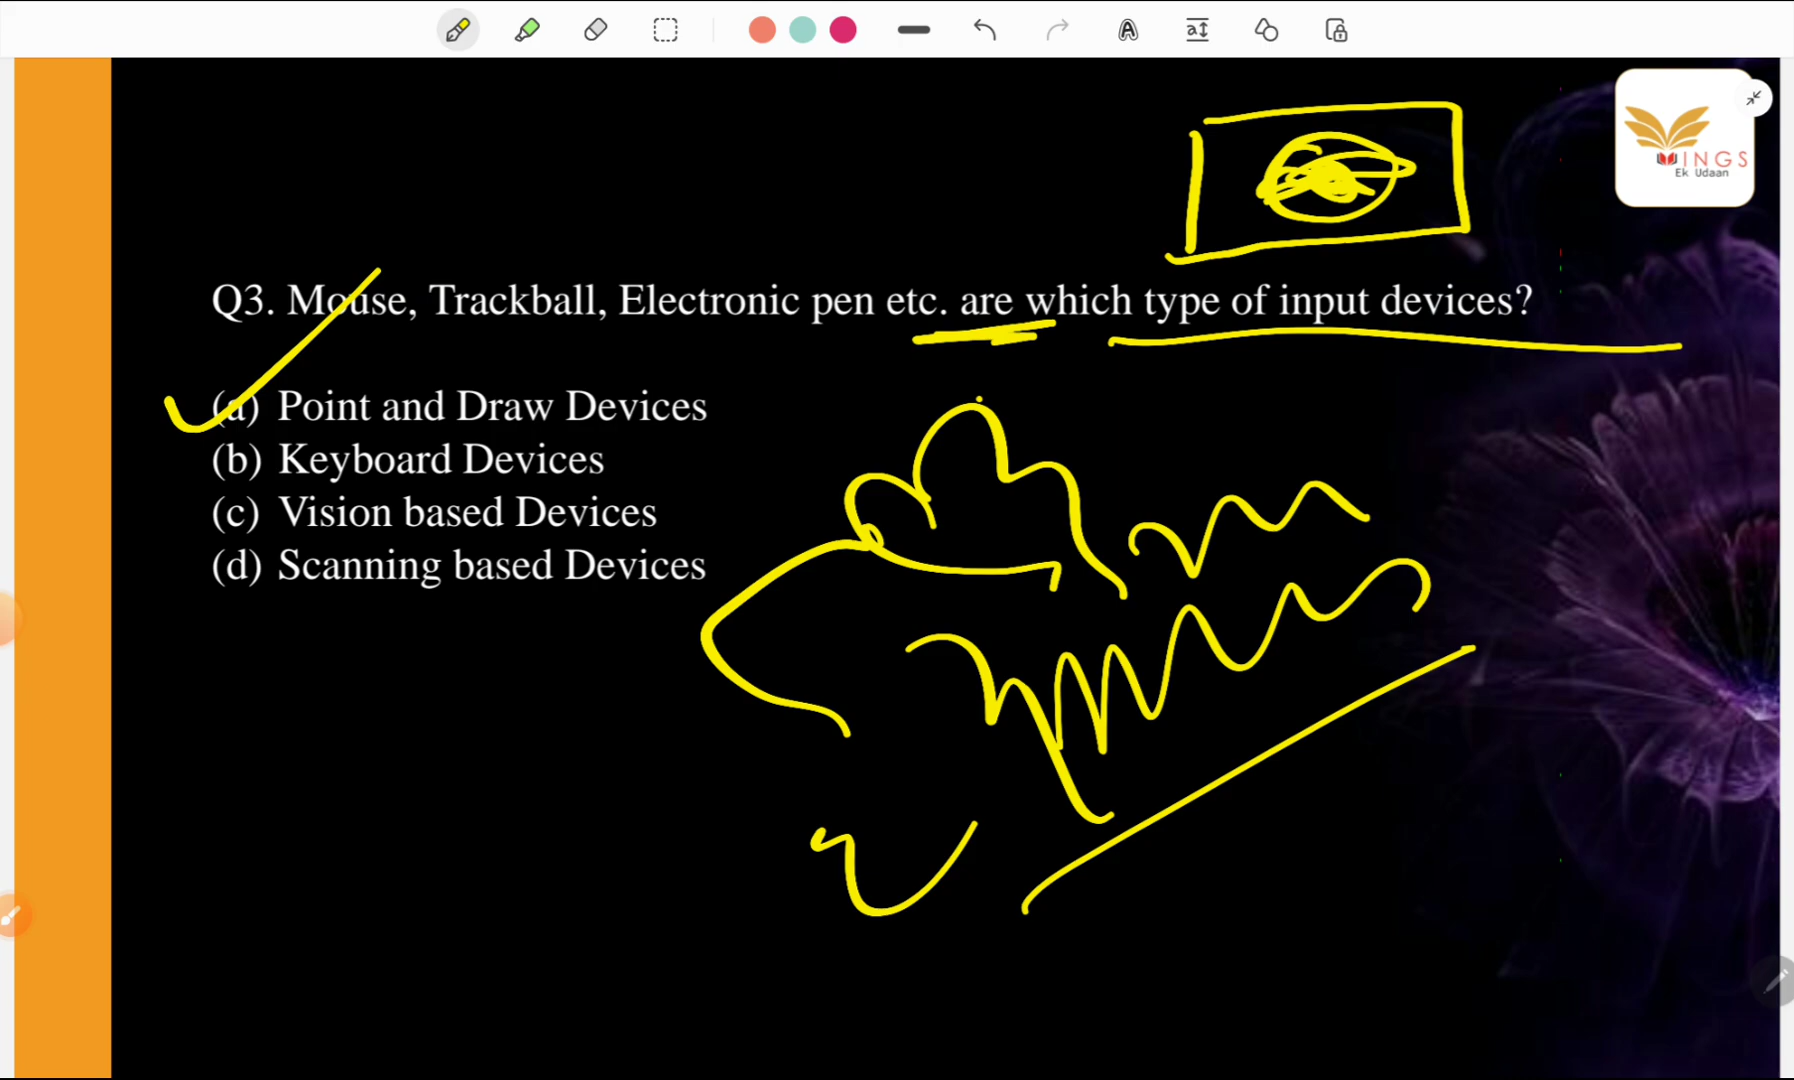 WINGS
Ek Udaan
Q3. Mouse, Trackball, Electronic pen etc. are which type of input devices?
(a) Point and Draw Devices
(b) Keyboard Devices
(c) Vision based Devices
(d) Scanning based Devices